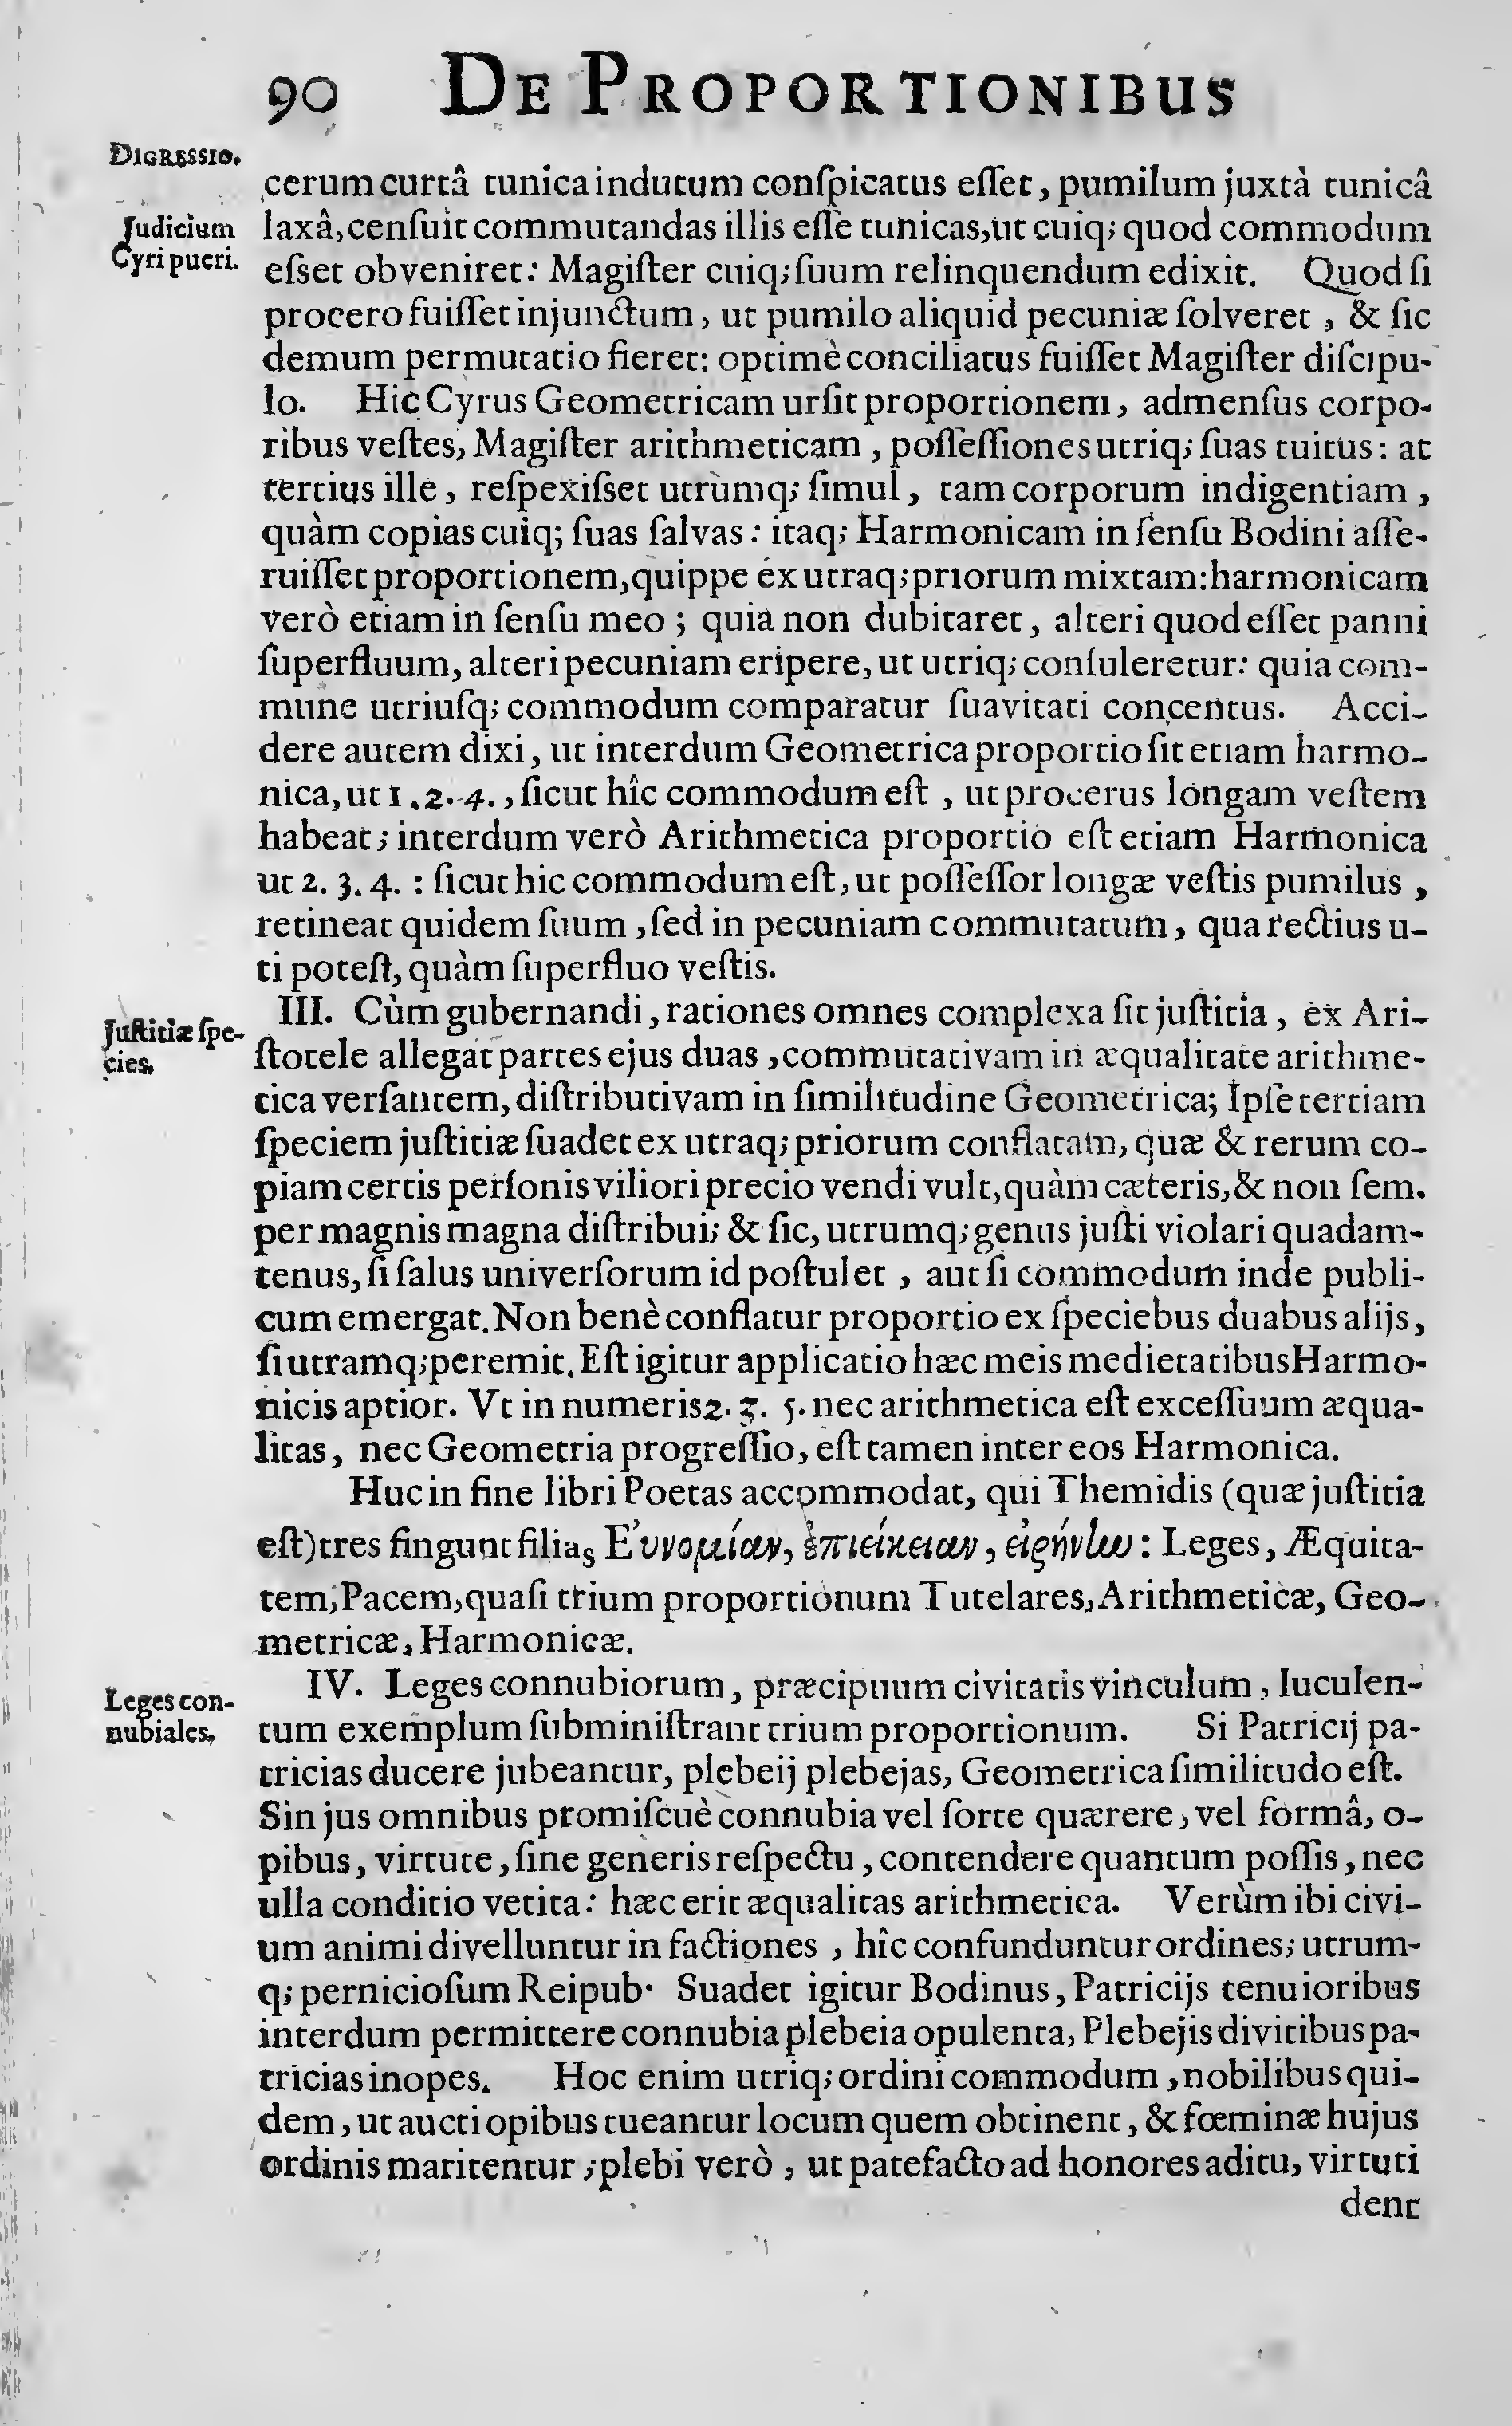 90 DE PROPORTIONIBUS
DIGRESSIO.
cerum curtâ tunica indutum conſpicatus eſſet, pumilum juxtà tunicâ
Judicium
Cyri pueri.
laxâ, cenſuit commutandas illis eſſe tunicas, ut cuiq; quod commodum
eſset obveniret: Magiſter cuiq; ſuum relinquendum edixit. Quod ſi
procero fuiſſet injunctum, ut pumilo aliquid pecuniæ ſolveret, & ſic
demum permutatio fieret: optimè conciliatus fuiſſet Magiſter diſcipu-
lo. Hic Cyrus Geometricam urſit proportionem, admenſus corpo-
ribus veſtes, Magiſter arithmeticam, poſſeſſiones utriq; ſuas tuitus: at
tertius ille, reſpexiſset utrùmq; ſimul, tam corporum indigentiam,
quàm copias cuiq; ſuas ſalvas: itaq; Harmonicam in ſenſu Bodini aſſe-
ruiſſet proportionem, quippe ex utraq; priorum mixtam: harmonicam
verò etiam in ſenſu meo; quia non dubitaret, alteri quod eſſet panni
ſuperfluum, alteri pecuniam eripere, ut utriq; conſuleretur: quia com-
mune utriuſq; commodum comparatur ſuavitati concentus. Acci-
dere autem dixi, ut interdum Geometrica proportio ſit etiam harmo-
nica, ut 1. 2. 4., ſicut hîc commodum eſt, ut procerus longam veſtem
habeat; interdum verò Arithmetica proportio eſt etiam Harmonica
ut 2. 3. 4. : ſicut hic commodum eſt, ut poſſeſſor longæ veſtis pumilus,
retineat quidem ſuum, ſed in pecuniam commutatum, qua rectius u-
ti poteſt, quàm ſuperfluo veſtis.
III. Cùm gubernandi, rationes omnes complexa ſit juſtitia, ex Ari-
Juſtitiæ ſpe-
cies.
ſtotele allegat partes ejus duas, commutativam in æqualitate arithme-
tica verſantem, diſtributivam in ſimilitudine Geometrica; Ipſe tertiam
ſpeciem juſtitiæ ſuadet ex utraq; priorum conflatam, quæ & rerum co-
piam certis perſonis viliori precio vendi vult, quàm cæteris, & non ſem.
per magnis magna diſtribui; & ſic, utrumq; genus juſti violari quadam-
tenus, ſi ſalus univerſorum id poſtulet, aut ſi commodum inde publi-
cum emergat. Non benè conflatur proportio ex ſpeciebus duabus alijs,
ſi utramq; peremit. Eſt igitur applicatio hæc meis medietatibus Harmo-
nicis aptior. Vt in numeris 2. 3. 5. nec arithmetica eſt exceſſuum æqua-
litas, nec Geometria progreſſio, eſt tamen inter eos Harmonica.
Huc in fine libri Poetas accommodat, qui Themidis (quæ juſtitia
eſt) tres fingunt filias Ευ᾿νομίαν, ἐπιείκειαν, εἰρήνην: Leges, Æquita-
tem, Pacem, quaſi trium proportionum Tutelares, Arithmeticæ, Geo-
metricæ, Harmonicæ.
IV. Leges connubiorum, præcipuum civitatis vinculum, luculen-
Leges con-
nubiales.
tum exemplum ſubminiſtrant trium proportionum. Si Patricij pa-
tricias ducere jubeantur, plebeij plebejas, Geometrica ſimilitudo eſt.
Sin jus omnibus promiſcuè connubia vel ſorte quærere, vel formâ, o-
pibus, virtute, ſine generis reſpectu, contendere quantum poſſis, nec
ulla conditio vetita: hæc erit æqualitas arithmetica. Verùm ibi civi-
um animi divelluntur in factiones, hîc confunduntur ordines; utrum-
q; pernicioſum Reipub. Suadet igitur Bodinus, Patricijs tenuioribus
interdum permittere connubia plebeia opulenta, Plebejis divitibus pa-
tricias inopes. Hoc enim utriq; ordini commodum, nobilibus qui-
dem, ut aucti opibus tueantur locum quem obtinent, & fœminæ hujus
ordinis maritentur; plebi verò, ut patefacto ad honores aditu, virtuti
dent